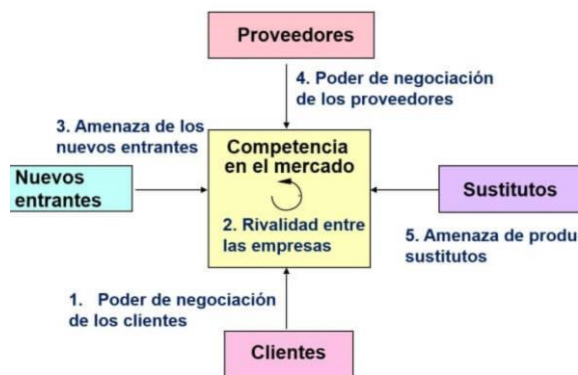 Proveedores
4. Poder de negociación
de los proveedores
3. Amenaza de los
nuevos entrantes
Competencia
en el mercado
Nuevos
entrantes
Sustitutos
2. Rivalidad entre
las empresas
5. Amenaza de produ
sustitutos
1. Poder de negociación
de los clientes
Clientes